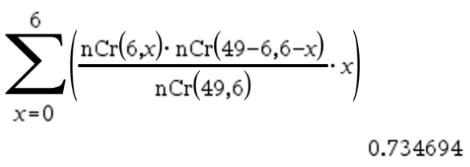 6
∑ ( nCr(6,x)· nCr(49−6,6−x) / nCr(49,6) · x )
x=0
0.734694